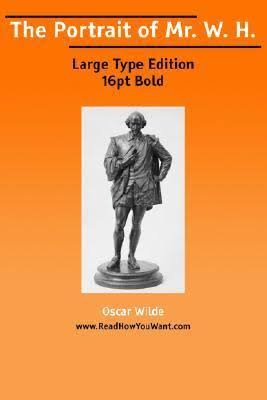 The Portrait of Mr. W. H.
Large Type Edition
16pt Bold
Oscar Wilde
www.ReadHowYouWant.com